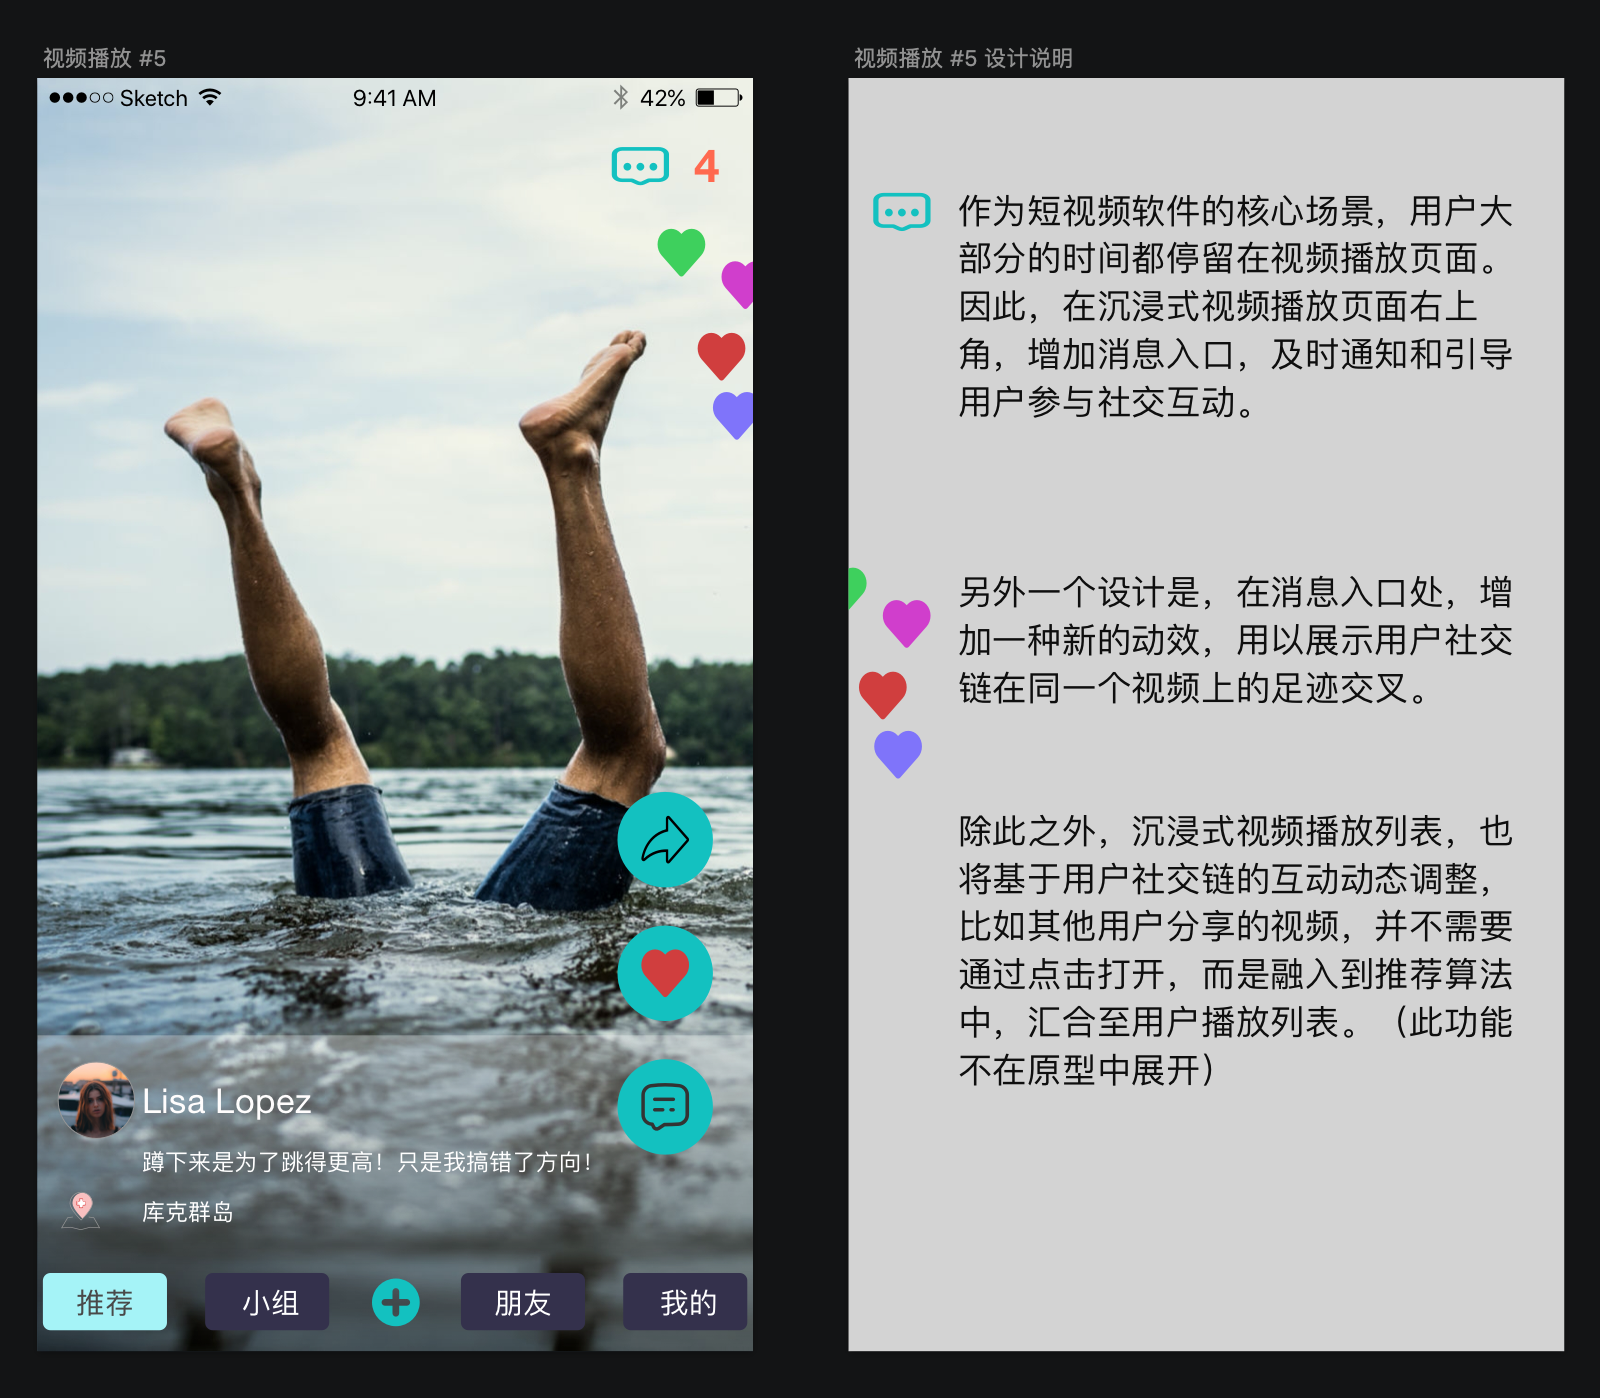 视频播放 #5
Sketch
9:41 AM
42%
4
Lisa Lopez
蹲下来是为了跳得更高！只是我搞错了方向！
库克群岛
推荐
小组
朋友
我的
视频播放 #5 设计说明
作为短视频软件的核心场景，用户大
部分的时间都停留在视频播放页面。
因此，在沉浸式视频播放页面右上
角，增加消息入口，及时通知和引导
用户参与社交互动。
另外一个设计是，在消息入口处，增
加一种新的动效，用以展示用户社交
链在同一个视频上的足迹交叉。
除此之外，沉浸式视频播放列表，也
将基于用户社交链的互动动态调整，
比如其他用户分享的视频，并不需要
通过点击打开，而是融入到推荐算法
中，汇合至用户播放列表。（此功能
不在原型中展开）